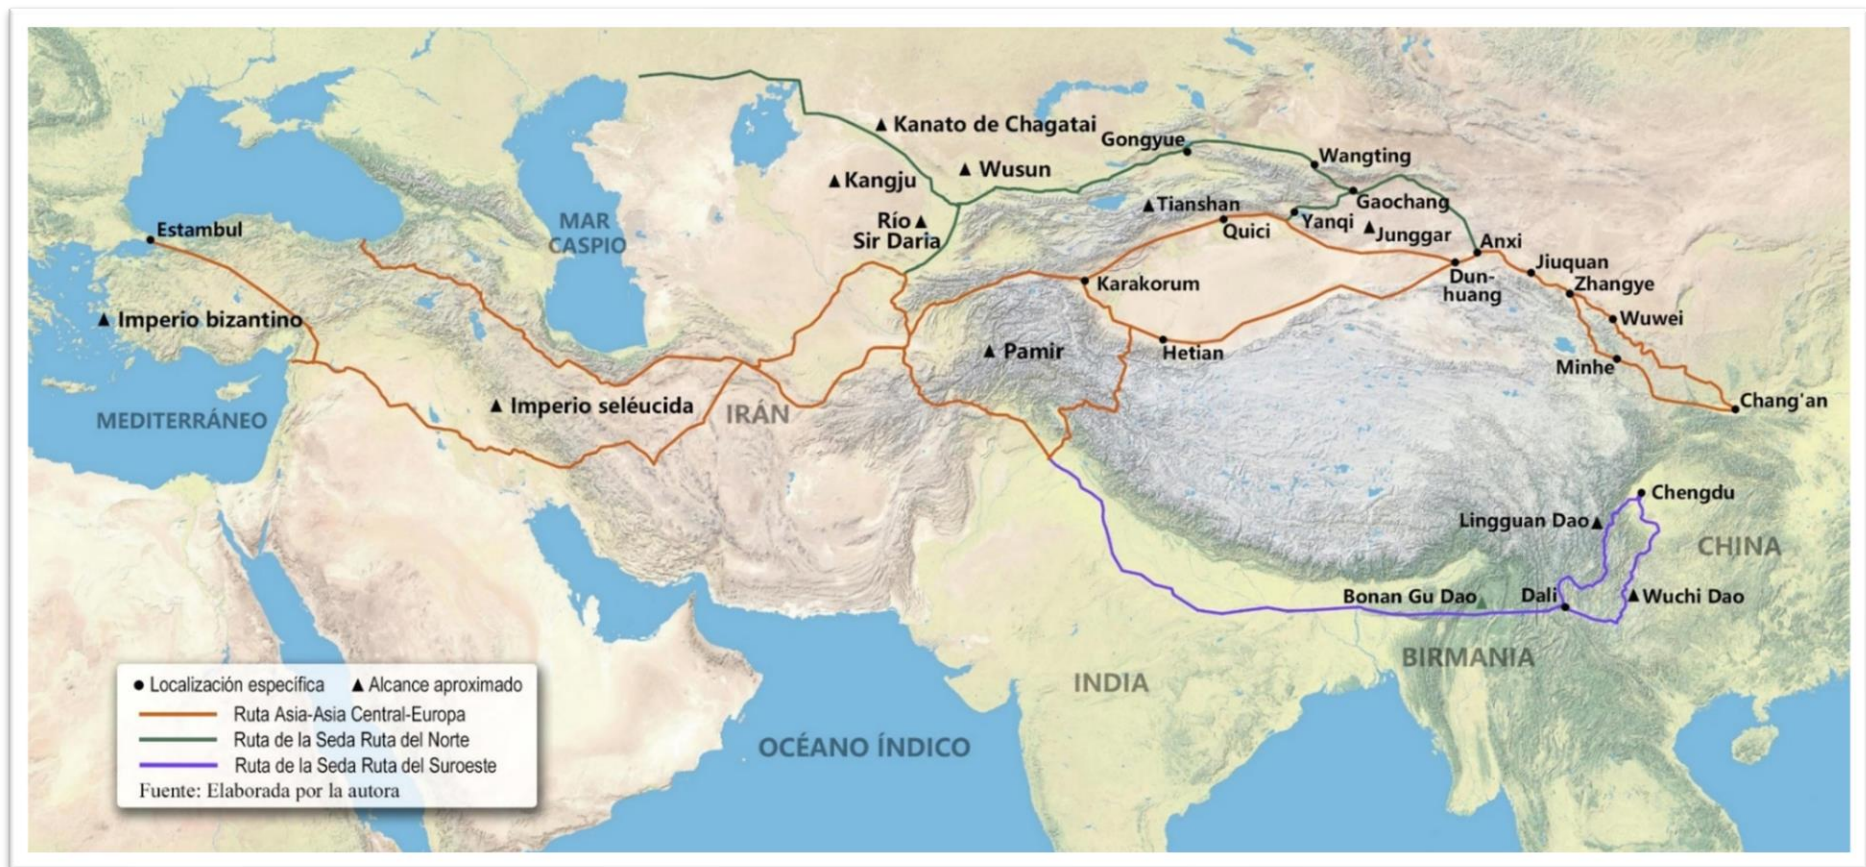 Kanato de Chagatai
Gongyue
Wangting
Wusun
Kangju
Tianshan
Gaochang
Río
Sir Daria
MAR
CASPIO
Estambul
Quici
Yanqi
Junggar
Anxi
Jiuquan
Dun-
huang
Zhangye
Karakorum
Imperio bizantino
Wuwei
Pamir
Hetian
Minhe
Chang'an
MEDITERRÁNEO
Imperio seléucida
IRÁN
Chengdu
Lingguan Dao
CHINA
Bonan Gu Dao
Dali
Wuchi Dao
BIRMANIA
INDIA
OCÉANO ÍNDICO
Localización específica Alcance aproximado
Ruta Asia-Asia Central-Europa
Ruta de la Seda Ruta del Norte
Ruta de la Seda Ruta del Suroeste
Fuente: Elaborada por la autora